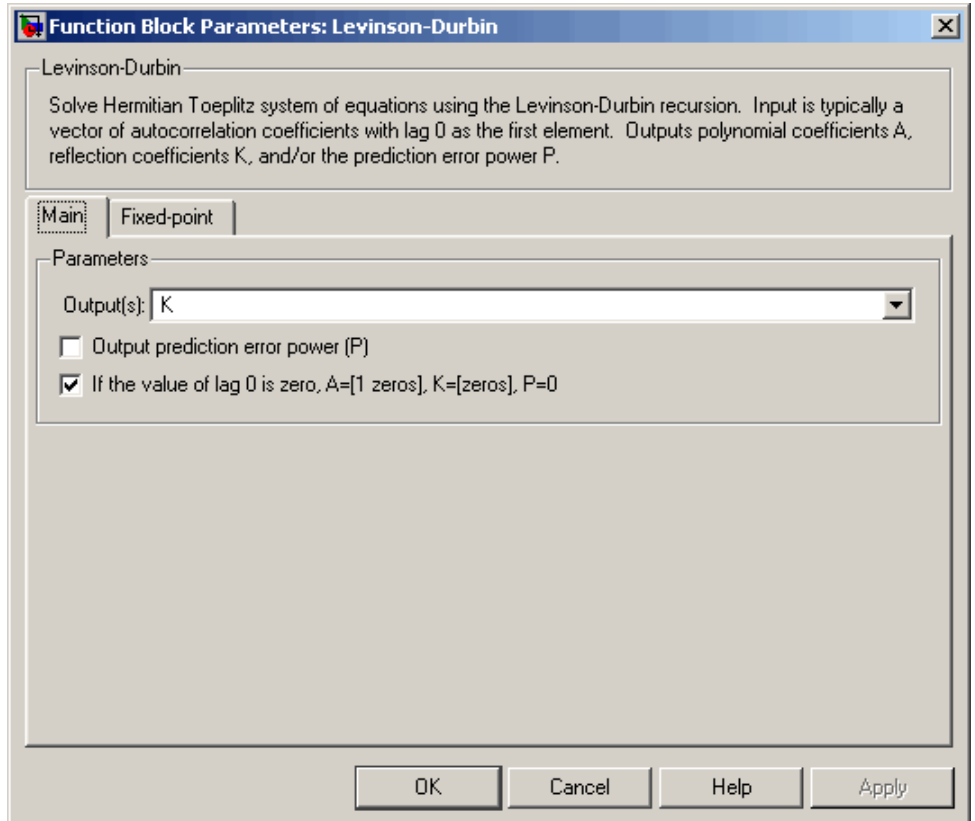 Function Block Parameters: Levinson-Durbin
Levinson-Durbin
Solve Hermitian Toeplitz system of equations using the Levinson-Durbin recursion. Input is typically a
vector of autocorrelation coefficients with lag 0 as the first element. Outputs polynomial coefficients A,
reflection coefficients K, and/or the prediction error power P.
Main Fixed-point
Parameters
Output(s): K
Output prediction error power (P)
If the value of lag 0 is zero, A=[1 zeros], K=[zeros], P=0
OK Cancel Help Apply